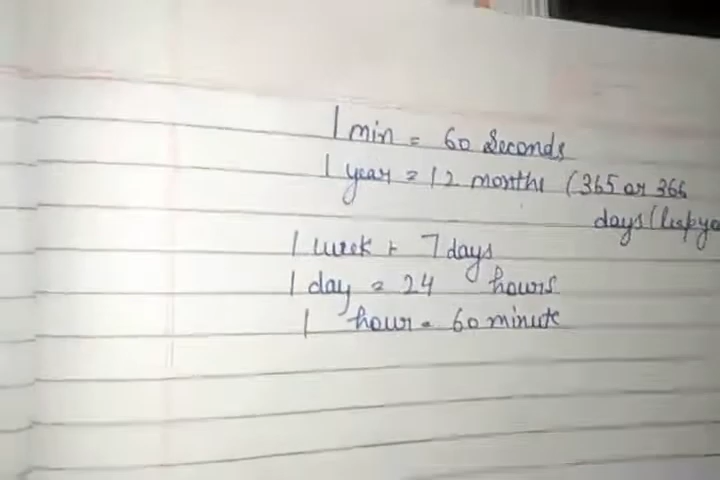 1 min = 60 Seconds
1 year = 12 months (365 or 366
days (leapye
1 week = 7 days
1 day = 24 hours
1 hour = 60 minute